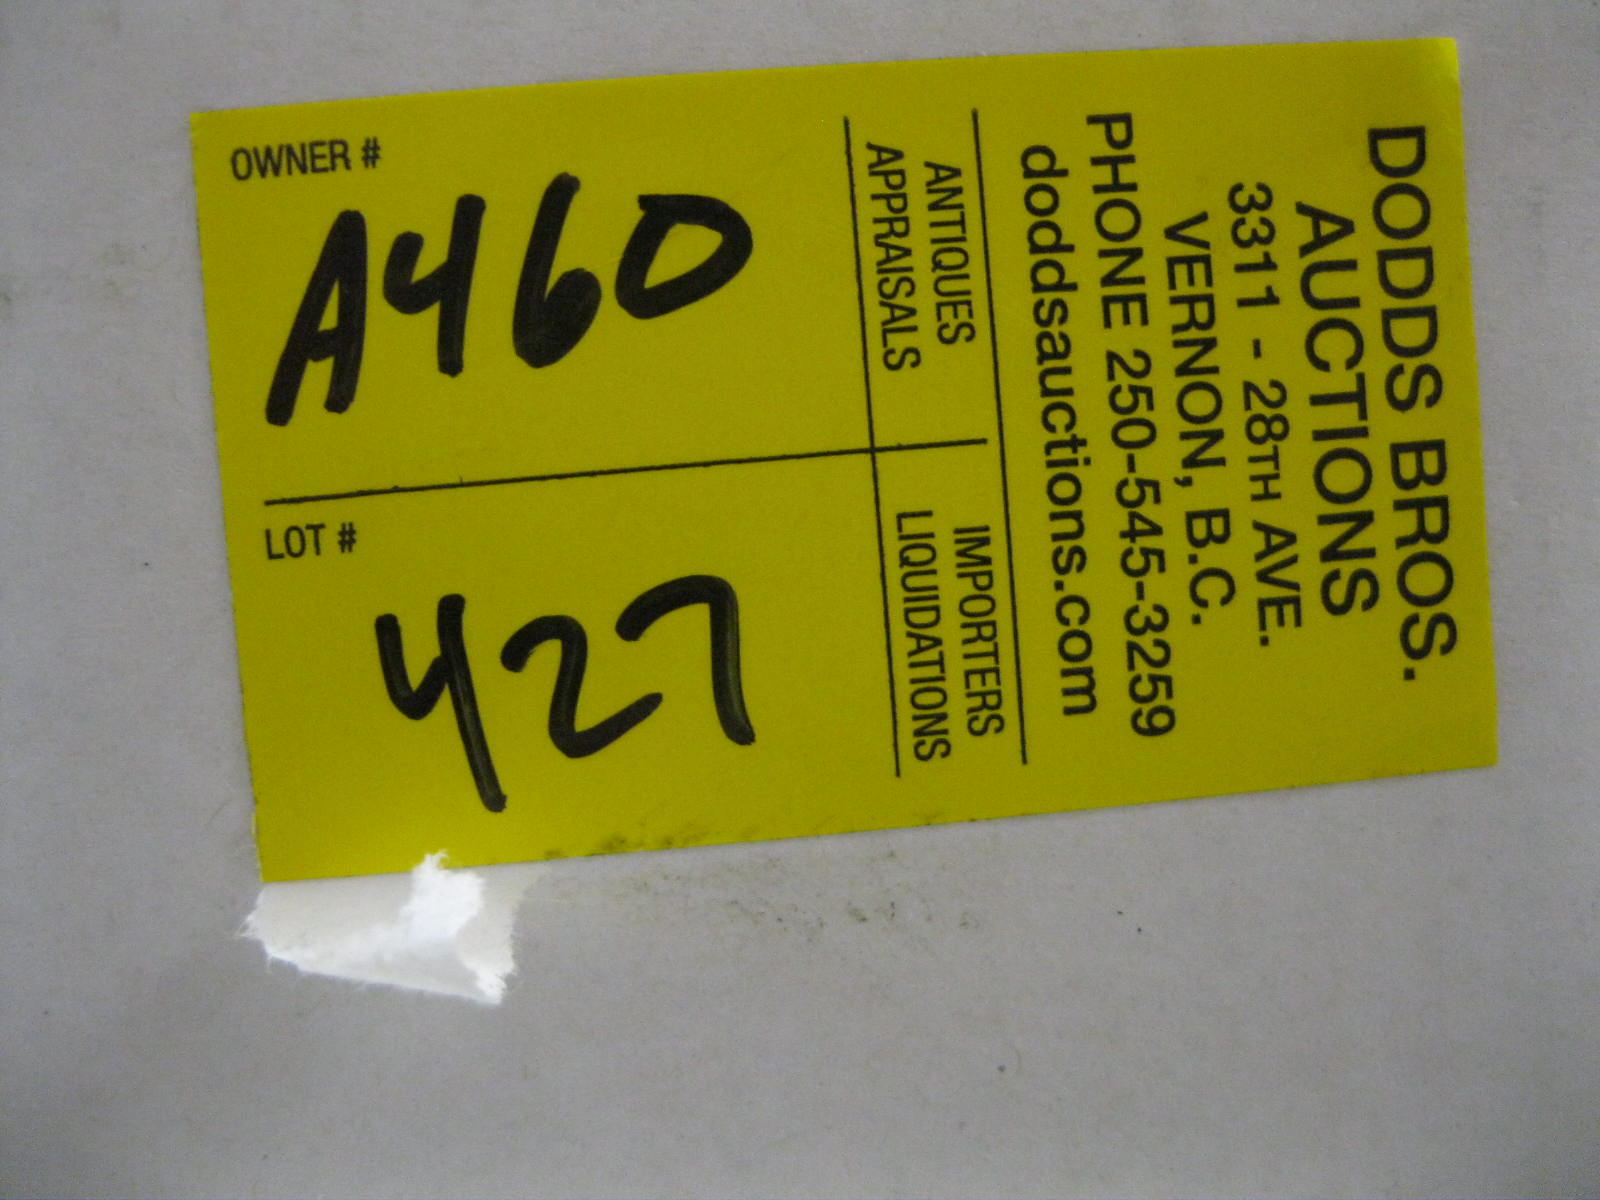 DODDS BROS.
AUCTIONS
3311 - 28TH AVE.
VERNON, B.C.
PHONE 250-545-3259
doddsauctions.com
ANTIQUES
APPRAISALS
IMPORTERS
LIQUIDATIONS
OWNER #
A460
LOT #
427